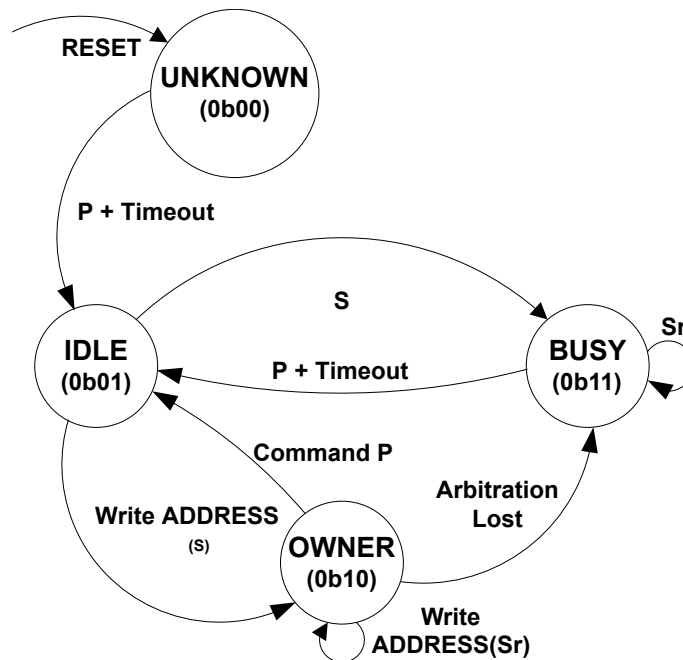 RESET
UNKNOWN
(0b00)
P + Timeout
S
IDLE
(0b01)
BUSY
(0b11)
Sr
P + Timeout
Command P
Arbitration
Lost
Write ADDRESS
(S)
OWNER
(0b10)
Write
ADDRESS(Sr)